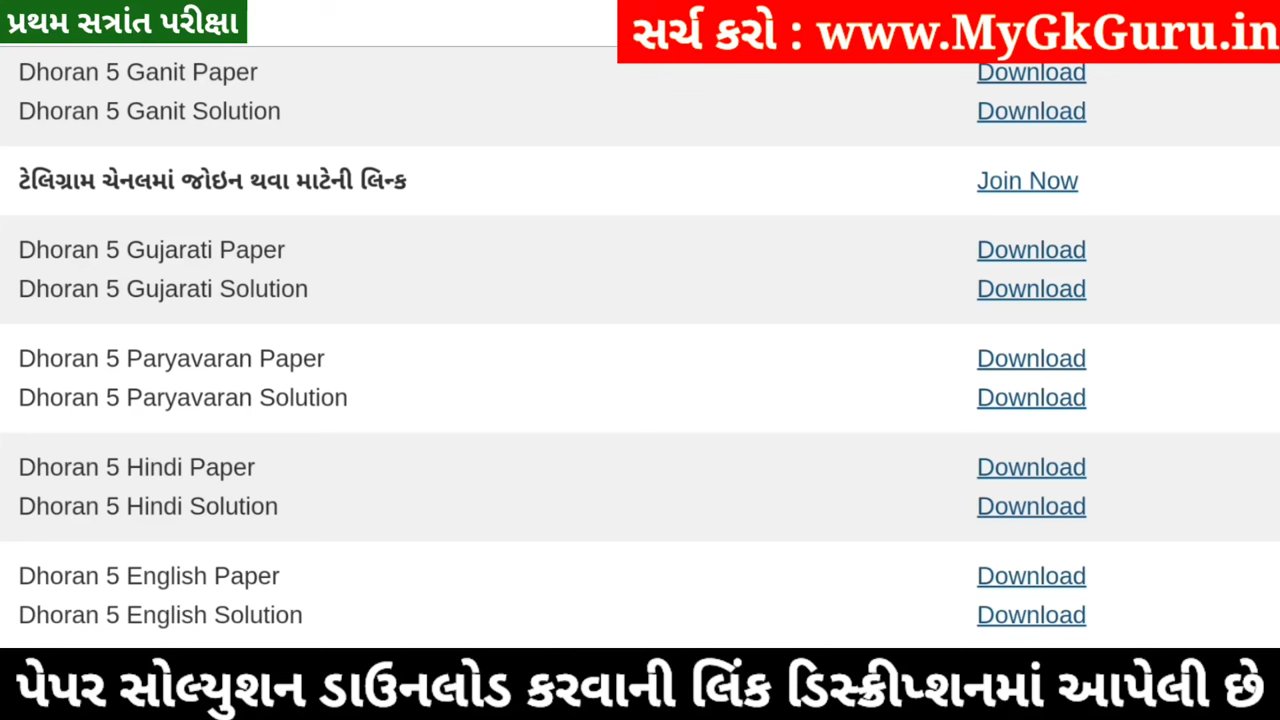 પ્રથમ સત્રાંત પરીક્ષા
સર્ચ કરો : www.MyGkGuru.in
Dhoran 5 Ganit Paper Download
Dhoran 5 Ganit Solution Download
ટેલિગ્રામ ચેનલમાં જોઇન થવા માટેની લિન્ક Join Now
Dhoran 5 Gujarati Paper Download
Dhoran 5 Gujarati Solution Download
Dhoran 5 Paryavaran Paper Download
Dhoran 5 Paryavaran Solution Download
Dhoran 5 Hindi Paper Download
Dhoran 5 Hindi Solution Download
Dhoran 5 English Paper Download
Dhoran 5 English Solution Download
પેપર સોલ્યુશન ડાઉનલોડ કરવાની લિંક ડિસ્ક્રીપ્શનમાં આપેલી છે